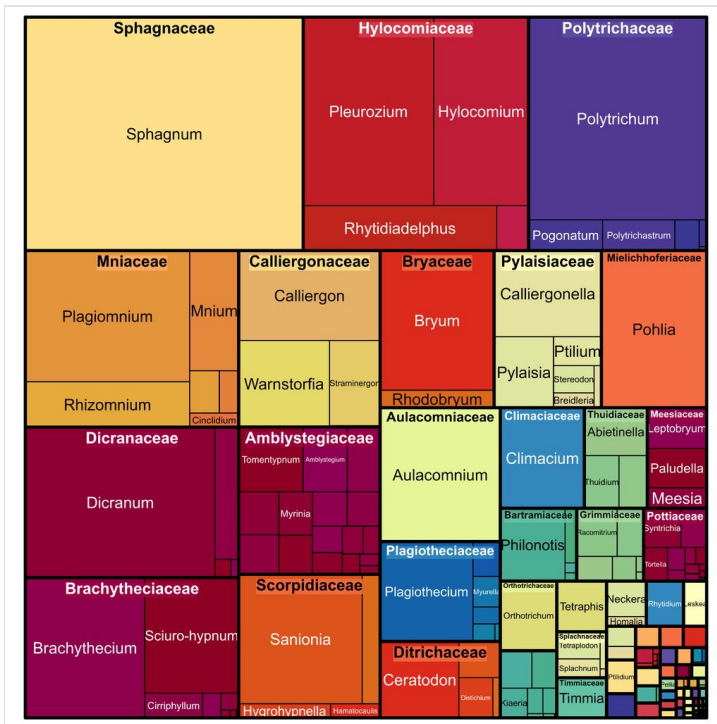 Sphagnaceae
Sphagnum
Hylocomiaceae
Pleurozium
Hylocomium
Rhytidiadelphus
Polytrichaceae
Polytrichum
Pogonatum
Polytrichastrum
Mniaceae
Plagiomnium
Mnium
Rhizomnium
Cinclidium
Calliergonaceae
Calliergon
Warnstorfia
Straminergon
Bryaceae
Bryum
Rhodobryum
Pylaisiaceae
Calliergonella
Pylaisia
Ptilium
Stereodon
Breidleria
Mielichhoferiaceae
Pohlia
Dicranaceae
Dicranum
Amblystegiaceae
Tomentypnum
Amblystegium
Myrinia
Aulacomniaceae
Aulacomnium
Climaciaceae
Climacium
Thuidiaceae
Abietinella
Thuidium
Meesiaceae
Leptobryum
Paludella
Meesia
Bartramiaceae
Philonotis
Grimmiaceae
Racomitrium
Pottiaceae
Syntrichia
Tortella
Plagiotheciaceae
Plagiothecium
Myurella
Brachytheciaceae
Brachythecium
Sciuro-hypnum
Cirriphyllum
Scorpidiaceae
Sanionia
Hygrohypnella
Hamatocaulis
Ditrichaceae
Ceratodon
Distichium
Orthotrichaceae
Orthotrichum
Kiaeria
Tetraphis
Splachnaceae
Tetraplodon
Splachnum
Timmiaceae
Timmia
Neckera
Homalia
Rhytidium
Leskea
Ptilidium